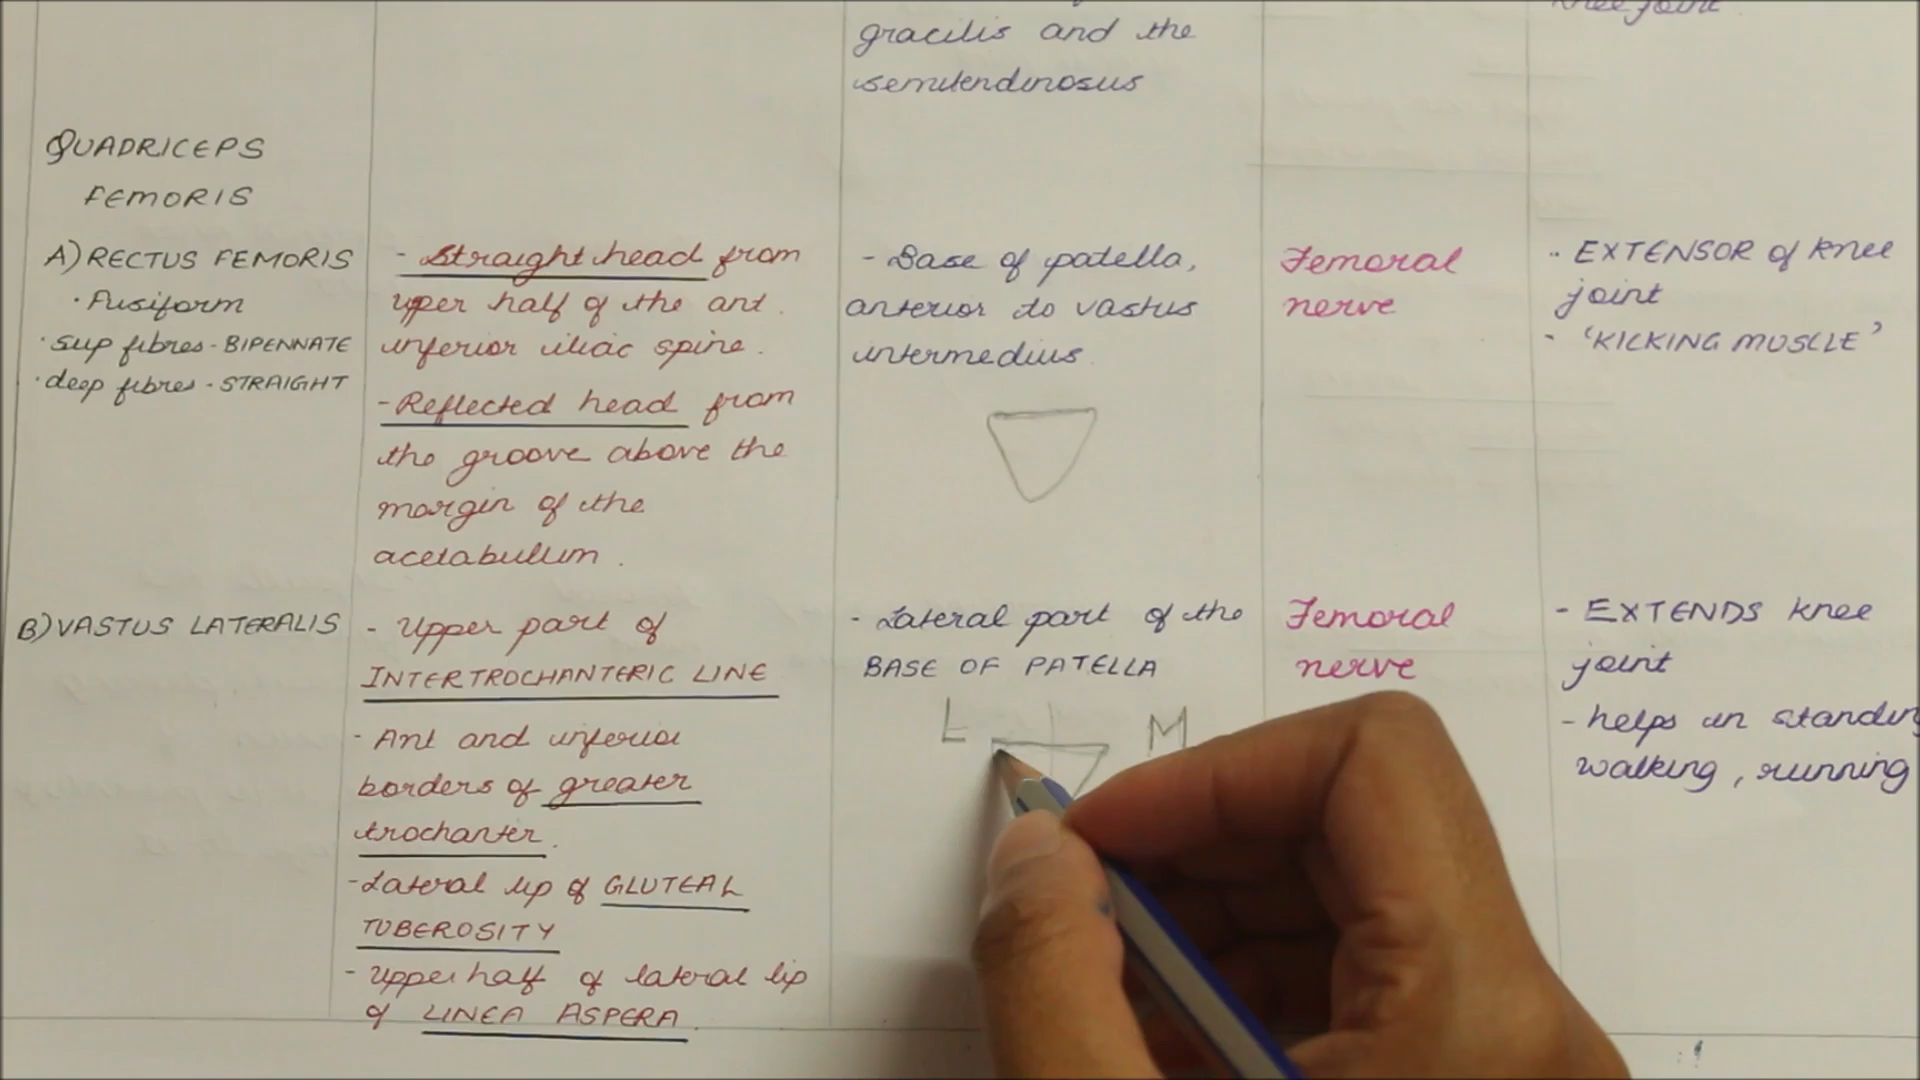 gracilis and the
semitendinosus
knee joint
QUADRICEPS
FEMORIS
A) RECTUS FEMORIS
· Fusiform
· sup fibres - BIPENNATE
· deep fibres - STRAIGHT
- Straight head from
upper half of the ant.
inferior iliac spine.
- Reflected head from
the groove above the
margin of the
acetabulum.
- Base of patella,
anterior to vastus
intermedius.
Femoral
nerve
- EXTENSOR of knee
joint
- 'KICKING MUSCLE'
B) VASTUS LATERALIS
- Upper part of
INTERTROCHANTERIC LINE
- Ant and inferior
borders of greater
trochanter.
- Lateral lip of GLUTEAL
TUBEROSITY
- Upper half of lateral lip
of LINEA ASPERA.
- Lateral part of the
BASE OF PATELLA
L M
Femoral
nerve
- EXTENDS knee
joint
- helps in standing
walking, running